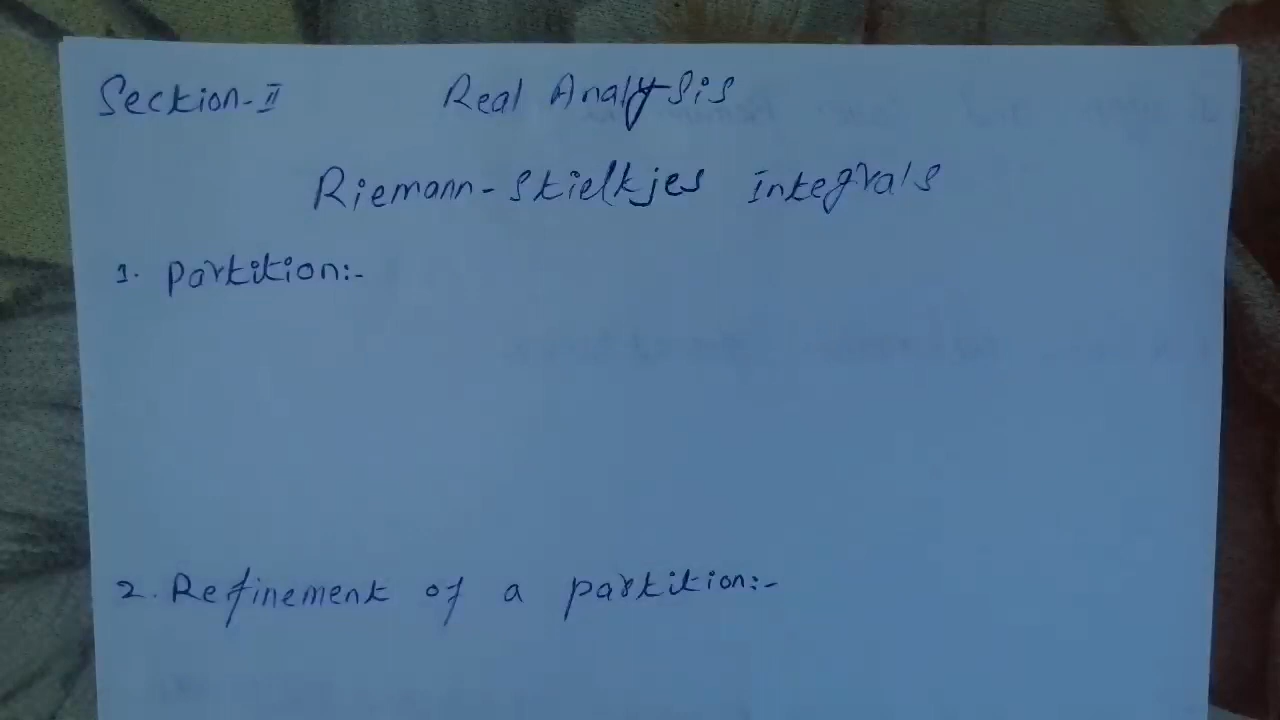 Section-II Real Analysis
Riemann-Stieltjes Integrals
1. Partition:-
2. Refinement of a partition:-